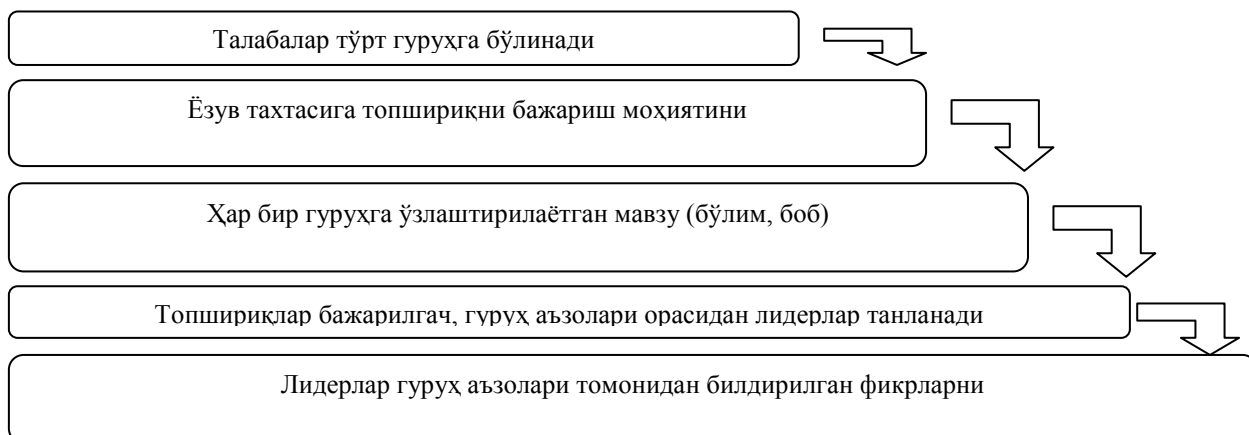 Талабалар тўрт гуруҳга бўлинади
Ёзув тахтасига топшириқни бажариш моҳиятини
Ҳар бир гуруҳга ўзлаштирилаётган мавзу (бўлим, боб)
Топшириқлар бажарилгач, гуруҳ аъзолари орасидан лидерлар танланади
Лидерлар гуруҳ аъзолари томонидан билдирилган фикрларни